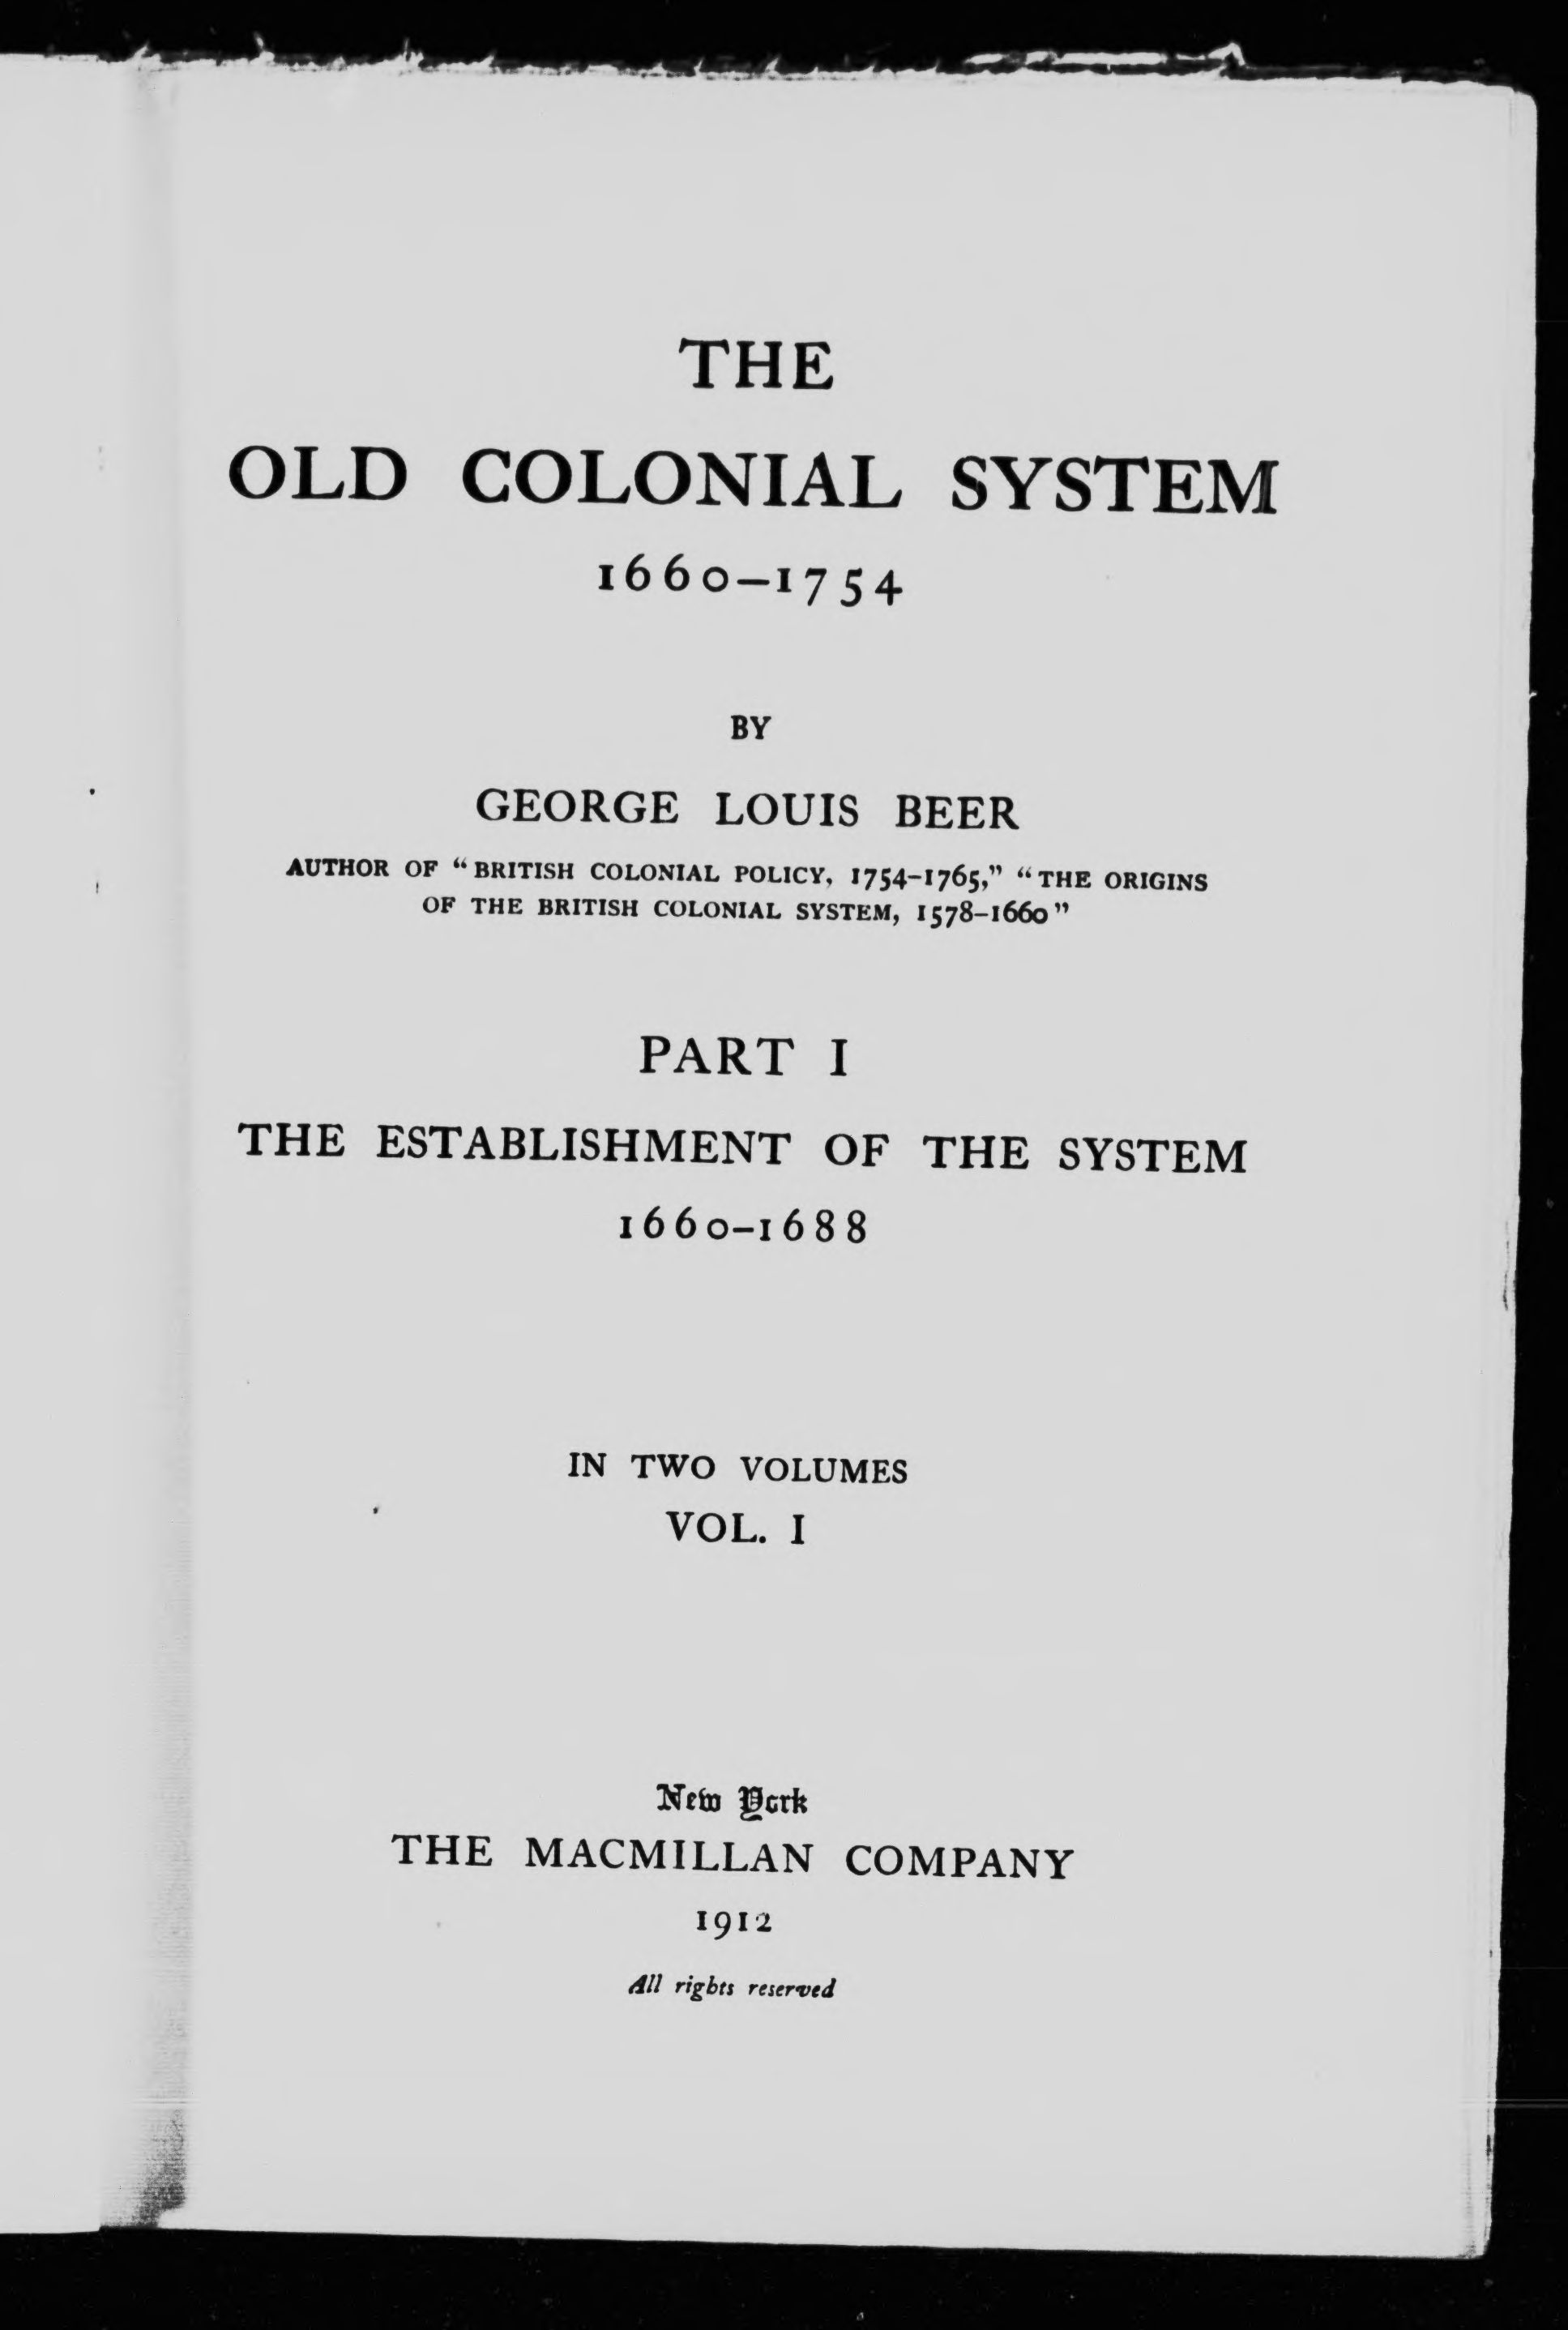 THE
OLD COLONIAL SYSTEM
1660–1754
BY
GEORGE LOUIS BEER
AUTHOR OF “BRITISH COLONIAL POLICY, 1754–1765,” “THE ORIGINS
OF THE BRITISH COLONIAL SYSTEM, 1578–1660”
PART I
THE ESTABLISHMENT OF THE SYSTEM
1660–1688
IN TWO VOLUMES
VOL. I
New York
THE MACMILLAN COMPANY
1912
All rights reserved